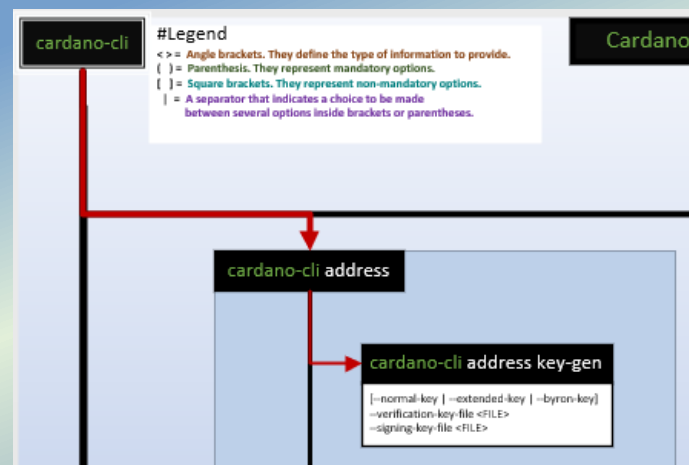 cardano-cli
#Legend
< > = Angle brackets. They define the type of information to provide.
( ) = Parenthesis. They represent mandatory options.
[ ] = Square brackets. They represent non-mandatory options.
| = A separator that indicates a choice to be made
between several options inside brackets or parentheses.
Cardano
cardano-cli address
cardano-cli address key-gen
[--normal-key | --extended-key | --byron-key]
--verification-key-file <FILE>
--signing-key-file <FILE>